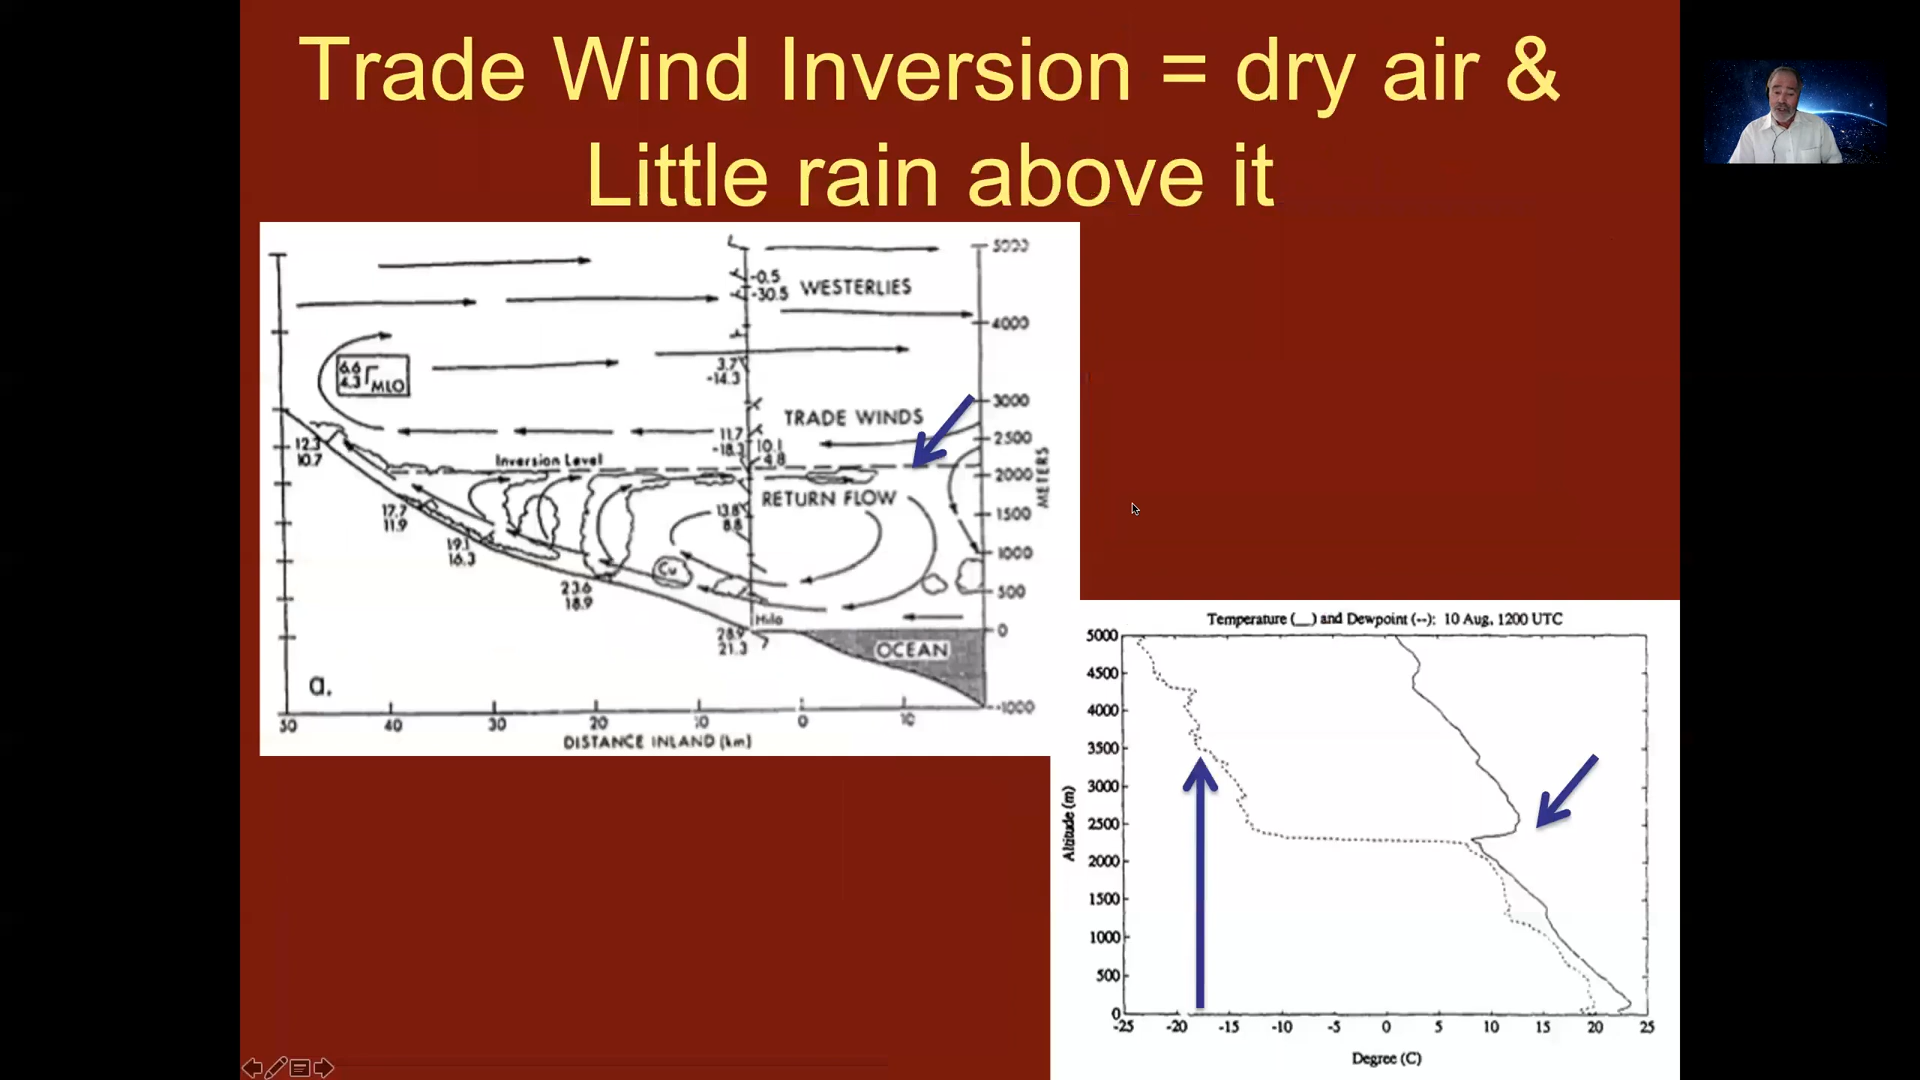 Trade Wind Inversion = dry air &
Little rain above it
5000
-0.5
-30.5
WESTERLIES
4000
6.6
4.3
MLO
3.7
-14.3
3000
TRADE WINDS
11.7
-18.3
10.1
4.8
2500
12.3
10.7
Inversion Level
2000
METERS
RETURN FLOW
17.7
11.9
13.8
8.8
1500
19.1
16.3
1000
Cu
23.6
18.9
500
Hilo
0
28.9
21.3
OCEAN
a.
-1000
50 40 30 20 10 0 10
DISTANCE INLAND (km)
Temperature (__) and Dewpoint (--): 10 Aug, 1200 UTC
5000
4500
4000
3500
3000
2500
2000
1500
1000
500
0
Altitude (m)
-25 -20 -15 -10 -5 0 5 10 15 20 25
Degree (C)